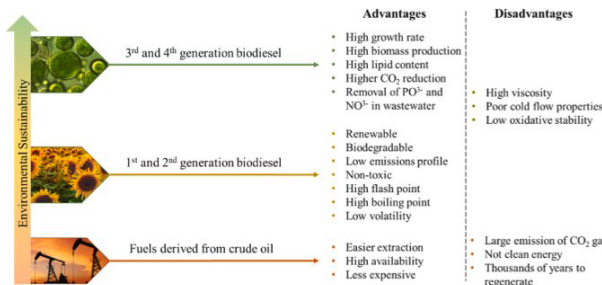 Advantages
Disadvantages
Environmental Sustainability
3rd and 4th generation biodiesel
• High growth rate
• High biomass production
• High lipid content
• Higher CO2 reduction
• Removal of PO3- and
NO3- in wastewater
• High viscosity
• Poor cold flow properties
• Low oxidative stability
1st and 2nd generation biodiesel
• Renewable
• Biodegradable
• Low emissions profile
• Non-toxic
• High flash point
• High boiling point
• Low volatility
Fuels derived from crude oil
• Easier extraction
• High availability
• Less expensive
• Large emission of CO2 ga
• Not clean energy
• Thousands of years to
regenerate